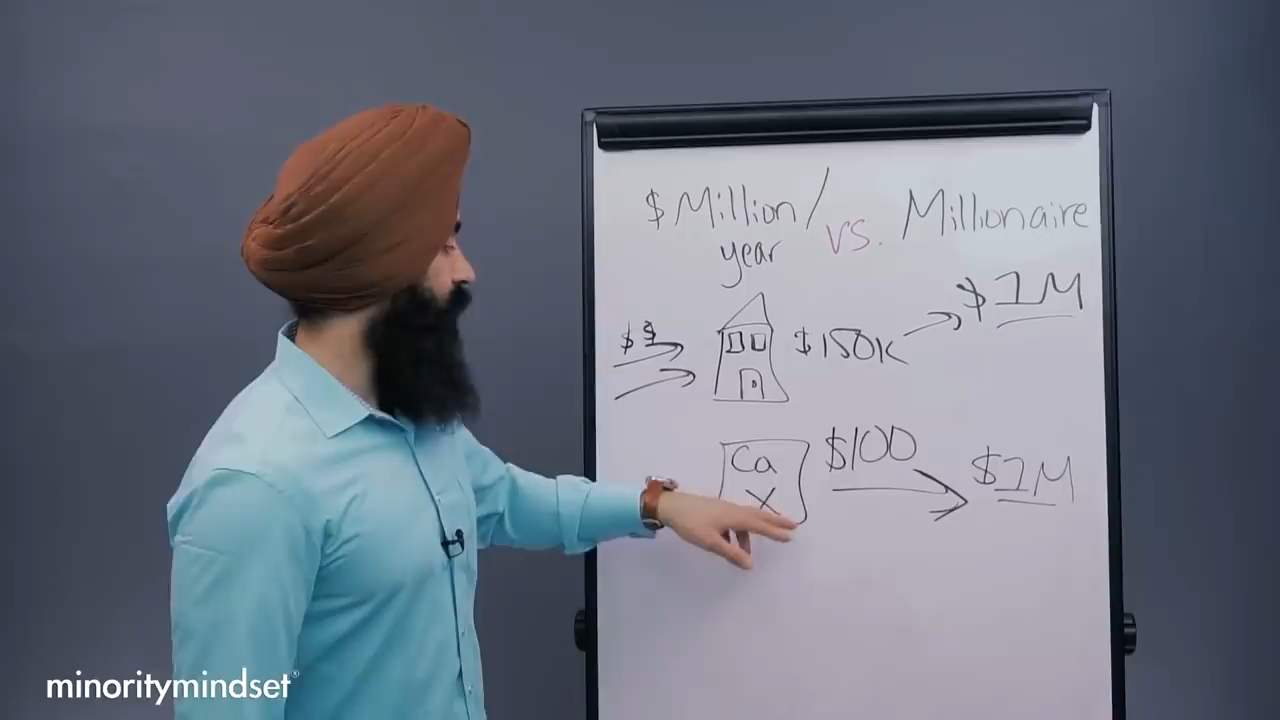 $ Million/
year
vs.
Millionaire
$ $
$150K
$1M
Ca
X
$100
$1M
minoritymindset®